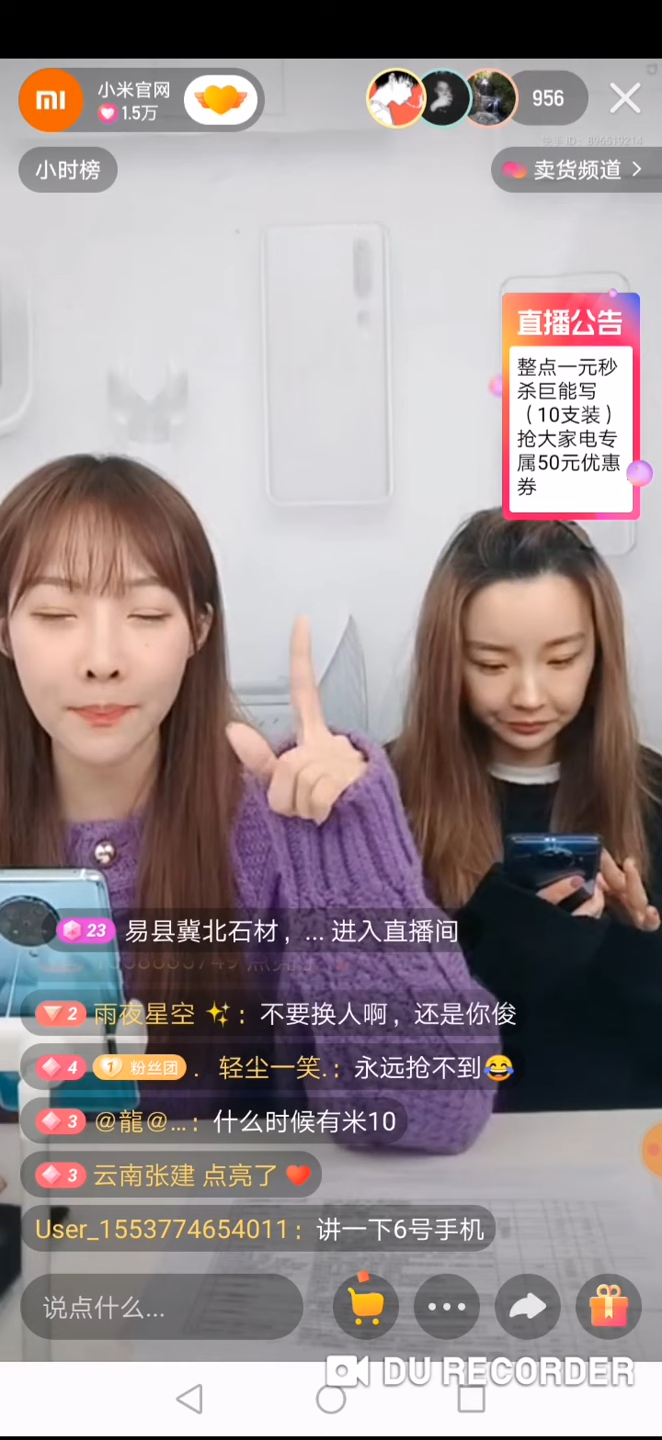 小米官网
1.5万
956
快手 ID: 895519214
小时榜
卖货频道 >
直播公告
整点一元秒
杀巨能写
（10支装）
抢大家电专
属50元优惠
券
23 易县冀北石材，... 进入直播间
2 雨夜星空 ✨：不要换人啊，还是你俊
4 1 粉丝团 ．轻尘一笑.：永远抢不到😂
3 @龍@...：什么时候有米10
3 云南张建 点亮了 ❤️
User_1553774654011：讲一下6号手机
说点什么...
DU RECORDER